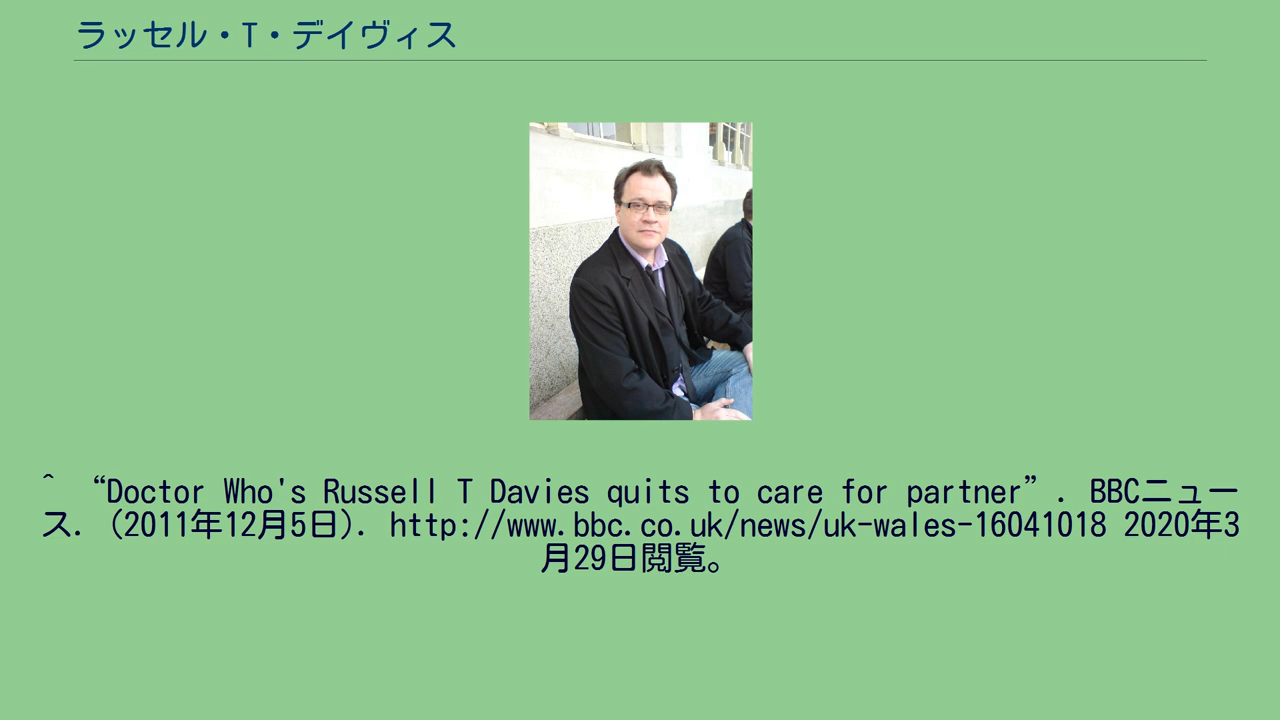 ラッセル・T・デイヴィス
^ “Doctor Who's Russell T Davies quits to care for partner”. BBCニュー
ス. (2011年12月5日). http://www.bbc.co.uk/news/uk-wales-16041018 2020年3
月29日閲覧。